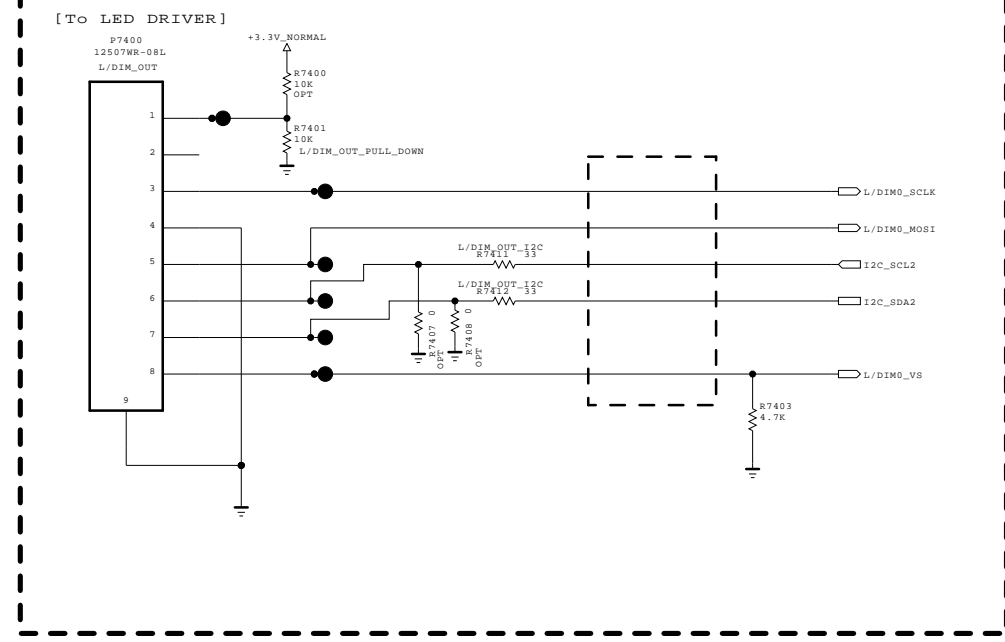 [To LED DRIVER]
P7400
12507WR-08L
L/DIM_OUT
+3.3V_NORMAL
R7400
10K
OPT
1
R7401
10K
L/DIM_OUT_PULL_DOWN
2
3
L/DIM0_SCLK
4
L/DIM0_MOSI
L/DIM_OUT_I2C
R7411 33
5
I2C_SCL2
L/DIM_OUT_I2C
R7412 33
6
I2C_SDA2
R7407 0
OPT
R7408 0
OPT
7
8
L/DIM0_VS
9
R7403
4.7K